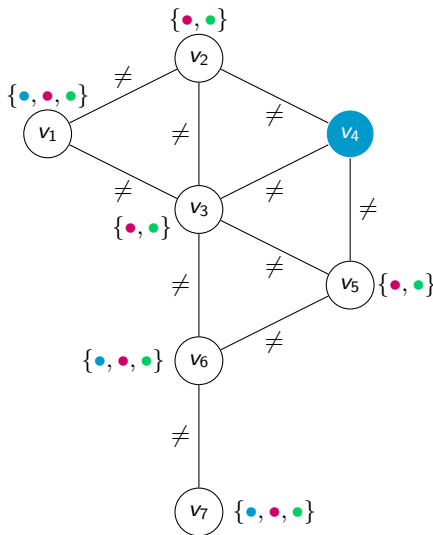 {•, •}
v₂
{•, •, •}
≠
v₁
≠
≠
v₄
≠
≠
v₃
≠
{•, •}
≠
v₅
{•, •}
≠
≠
{•, •, •}
v₆
≠
v₇
{•, •, •}